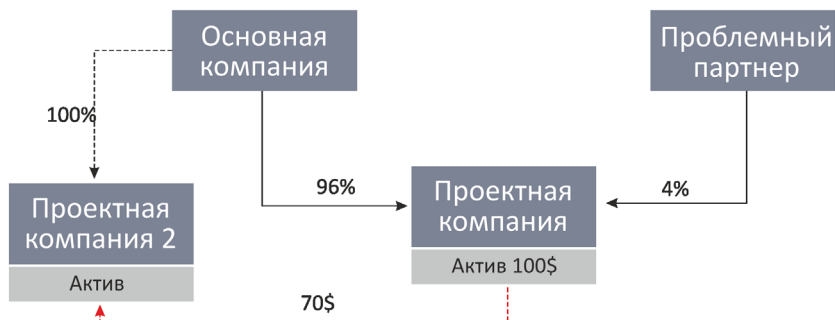 Основная
компания
Проблемный
партнер
100%
96%
4%
Проектная
компания 2
Актив
Проектная
компания
Актив 100$
70$